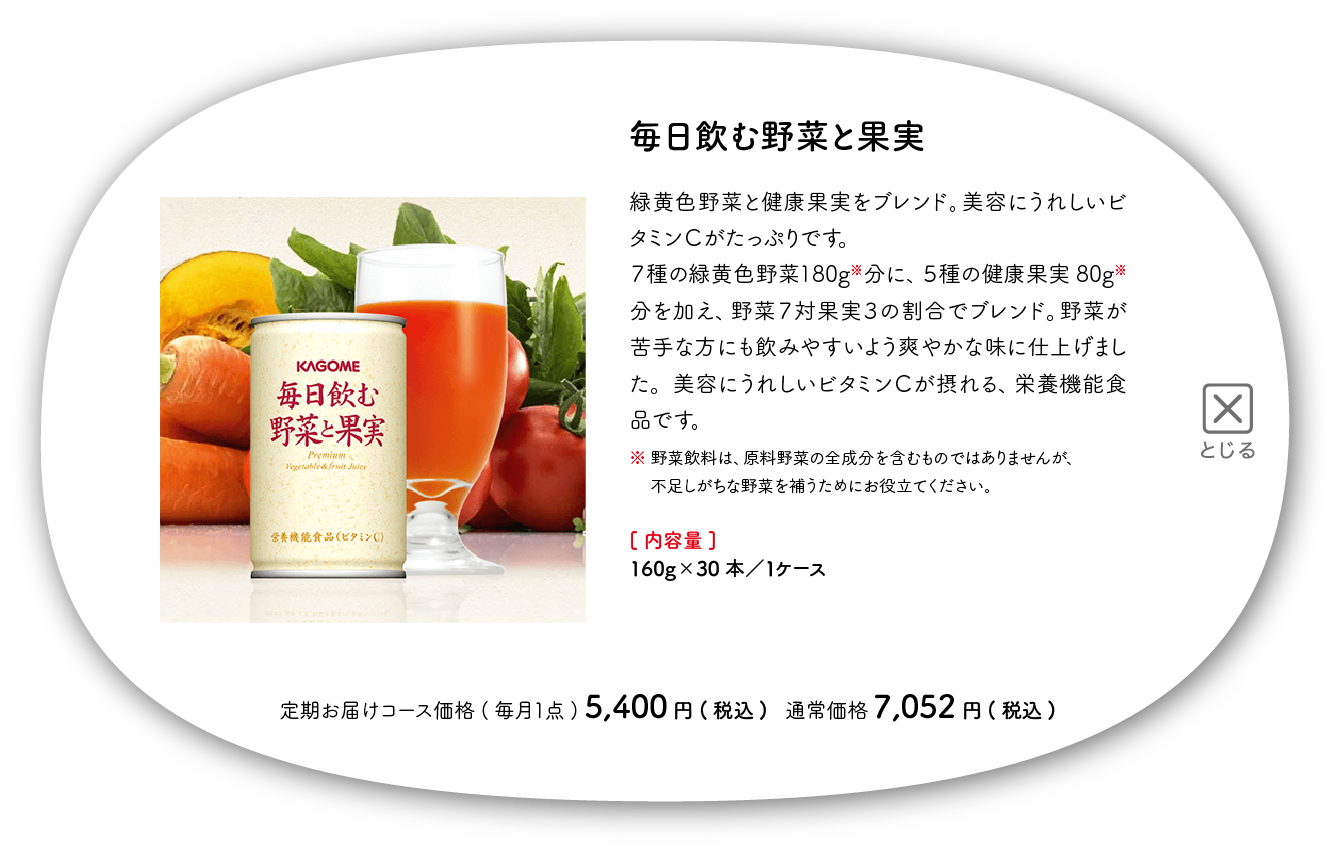 毎日飲む野菜と果実
緑黄色野菜と健康果実をブレンド。美容にうれしいビ
タミンCがたっぷりです。
7種の緑黄色野菜180g※分に、5種の健康果実 80g※
分を加え、野菜7対果実3の割合でブレンド。野菜が
苦手な方にも飲みやすいよう爽やかな味に仕上げまし
た。美容にうれしいビタミンCが摂れる、栄養機能食
品です。
※ 野菜飲料は、原料野菜の全成分を含むものではありませんが、
不足しがちな野菜を補うためにお役立てください。
[ 内容量 ]
160g×30 本／1ケース
KAGOME
毎日飲む
野菜と果実
Premium
Vegetable&fruit Juice
栄養機能食品《ビタミンC》
とじる
定期お届けコース価格 ( 毎月1点 ) 5,400 円 ( 税込 ) 通常価格 7,052 円 ( 税込 )